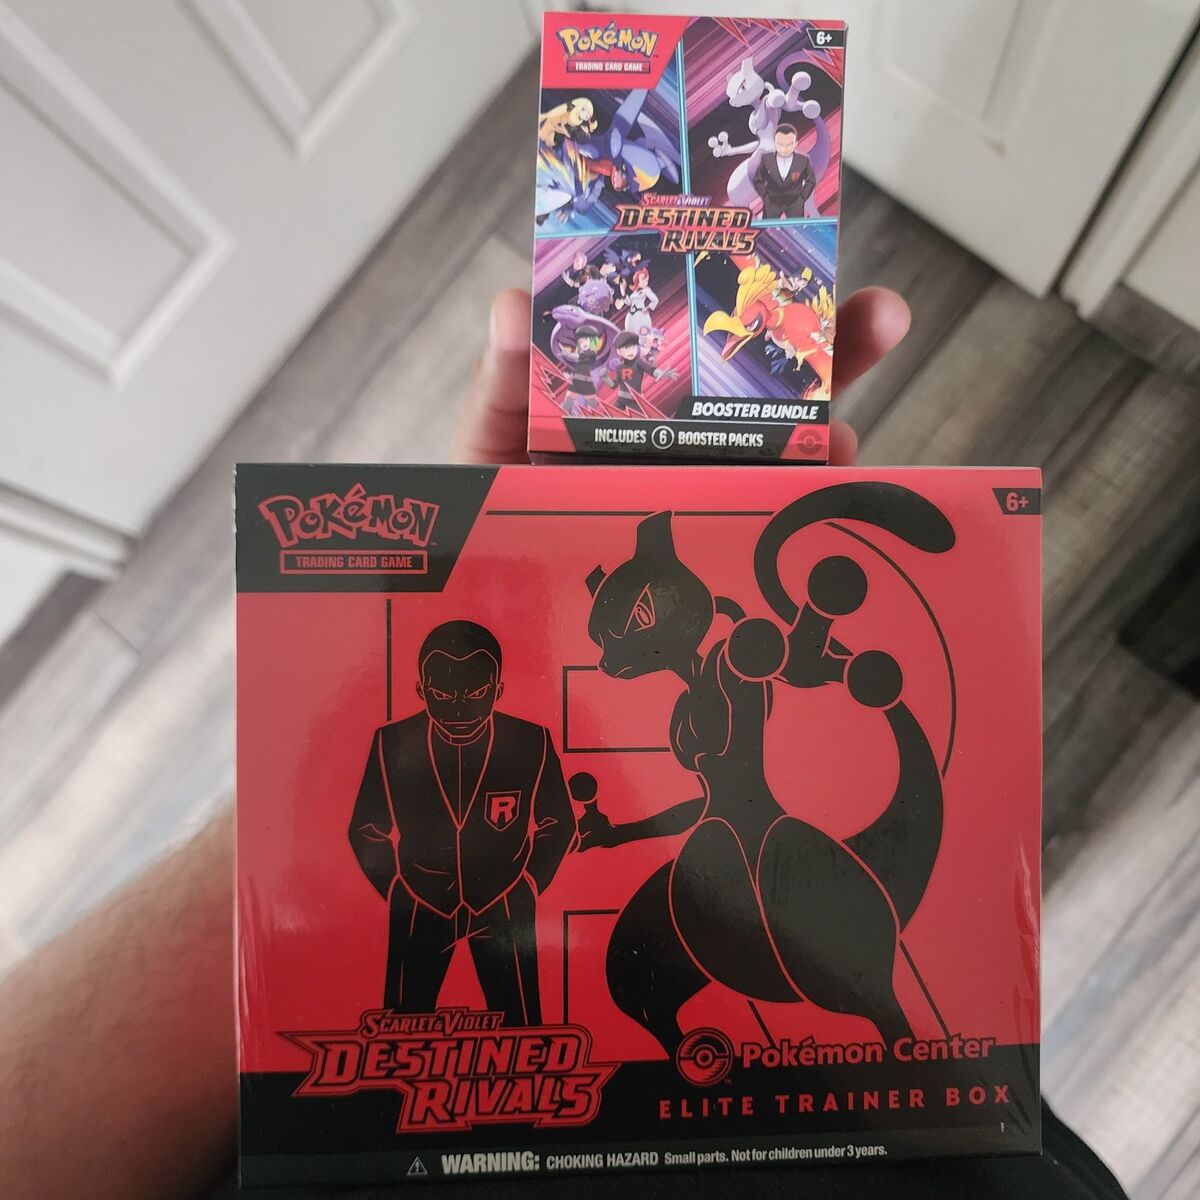 POKéMON
TRADING CARD GAME
6+
SCARLET & VIOLET
DESTINED
RIVALS
R
BOOSTER BUNDLE
INCLUDES 6 BOOSTER PACKS
POKéMON
TRADING CARD GAME
6+
R
SCARLET & VIOLET
DESTINED
RIVALS
Pokémon Center
ELITE TRAINER BOX
WARNING: CHOKING HAZARD Small parts. Not for children under 3 years.